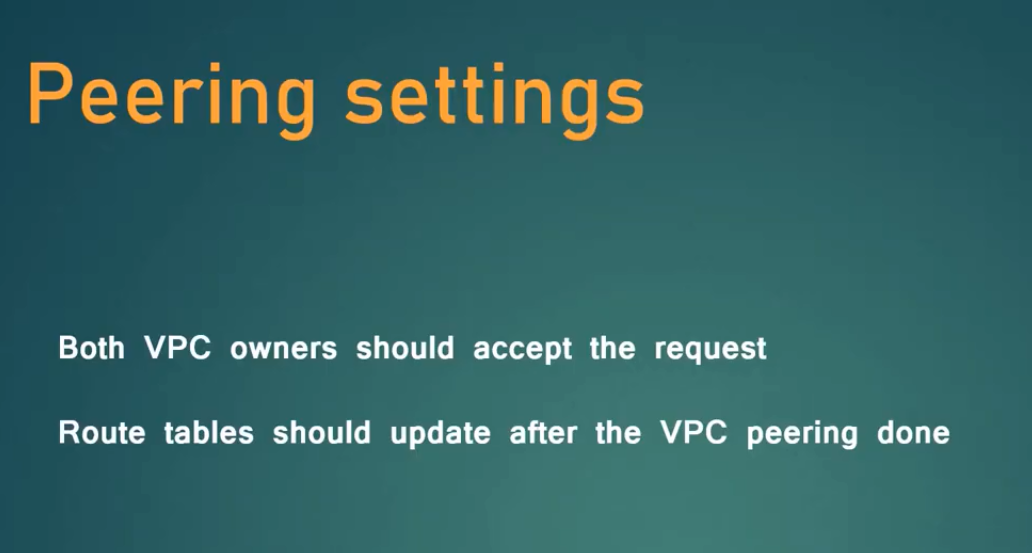 Peering settings
Both VPC owners should accept the request
Route tables should update after the VPC peering done